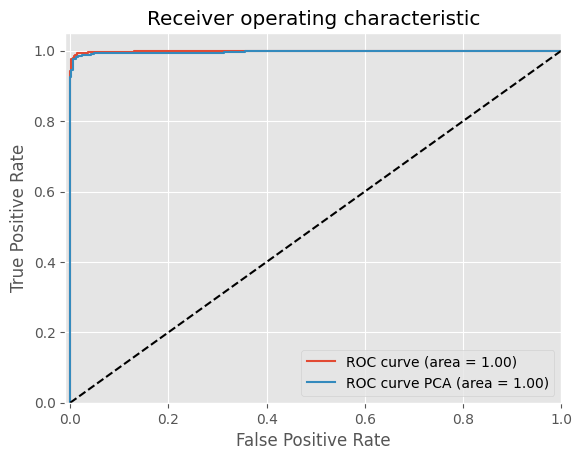 Receiver operating characteristic
1.0
0.8
0.6
0.4
0.2
0.0
True Positive Rate
ROC curve (area = 1.00)
ROC curve PCA (area = 1.00)
0.0 0.2 0.4 0.6 0.8 1.0
False Positive Rate